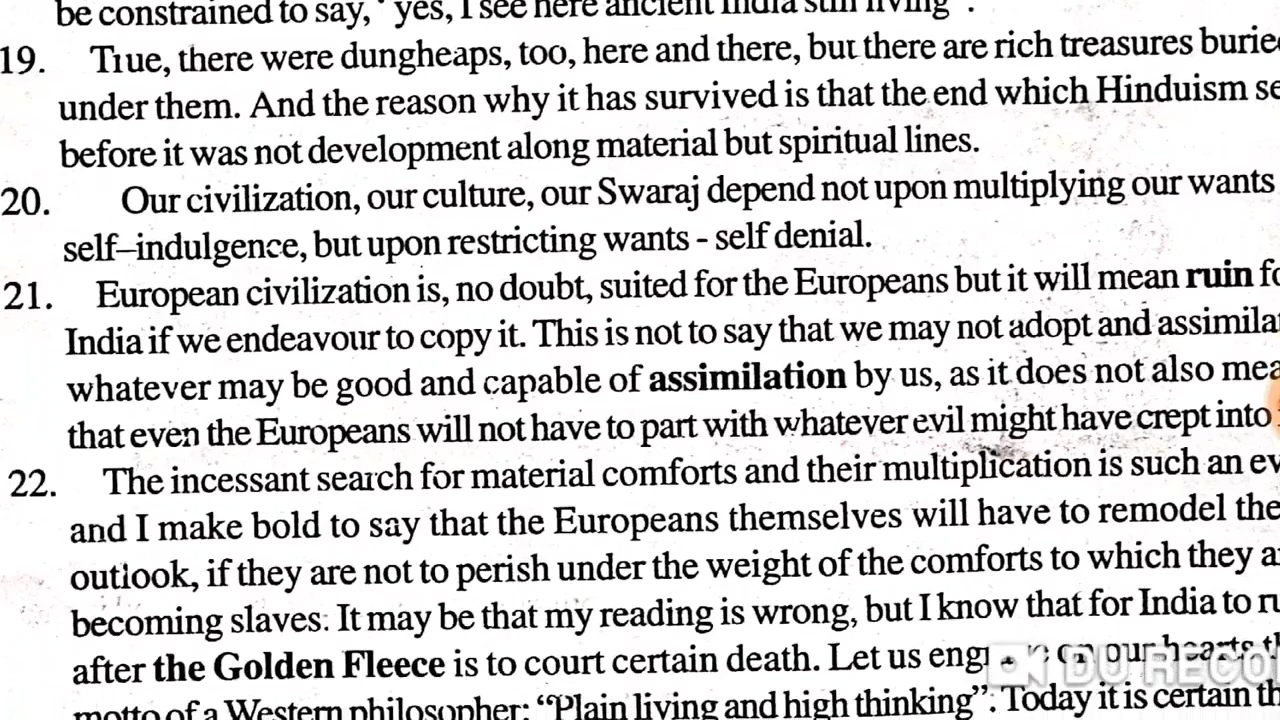 be constrained to say, "yes, I see here ancient India still living".
19. True, there were dungheaps, too, here and there, but there are rich treasures burie
under them. And the reason why it has survived is that the end which Hinduism se
before it was not development along material but spiritual lines.
20. Our civilization, our culture, our Swaraj depend not upon multiplying our wants
self–indulgence, but upon restricting wants - self denial.
21. European civilization is, no doubt, suited for the Europeans but it will mean ruin fo
India if we endeavour to copy it. This is not to say that we may not adopt and assimila
whatever may be good and capable of assimilation by us, as it does not also mea
that even the Europeans will not have to part with whatever evil might have crept into
22. The incessant search for material comforts and their multiplication is such an ev
and I make bold to say that the Europeans themselves will have to remodel the
outlook, if they are not to perish under the weight of the comforts to which they a
becoming slaves. It may be that my reading is wrong, but I know that for India to ru
after the Golden Fleece is to court certain death. Let us on our hearts th
motto of a Western philosopher: "Plain living and high thinking". Today it is certain th
DU RECO